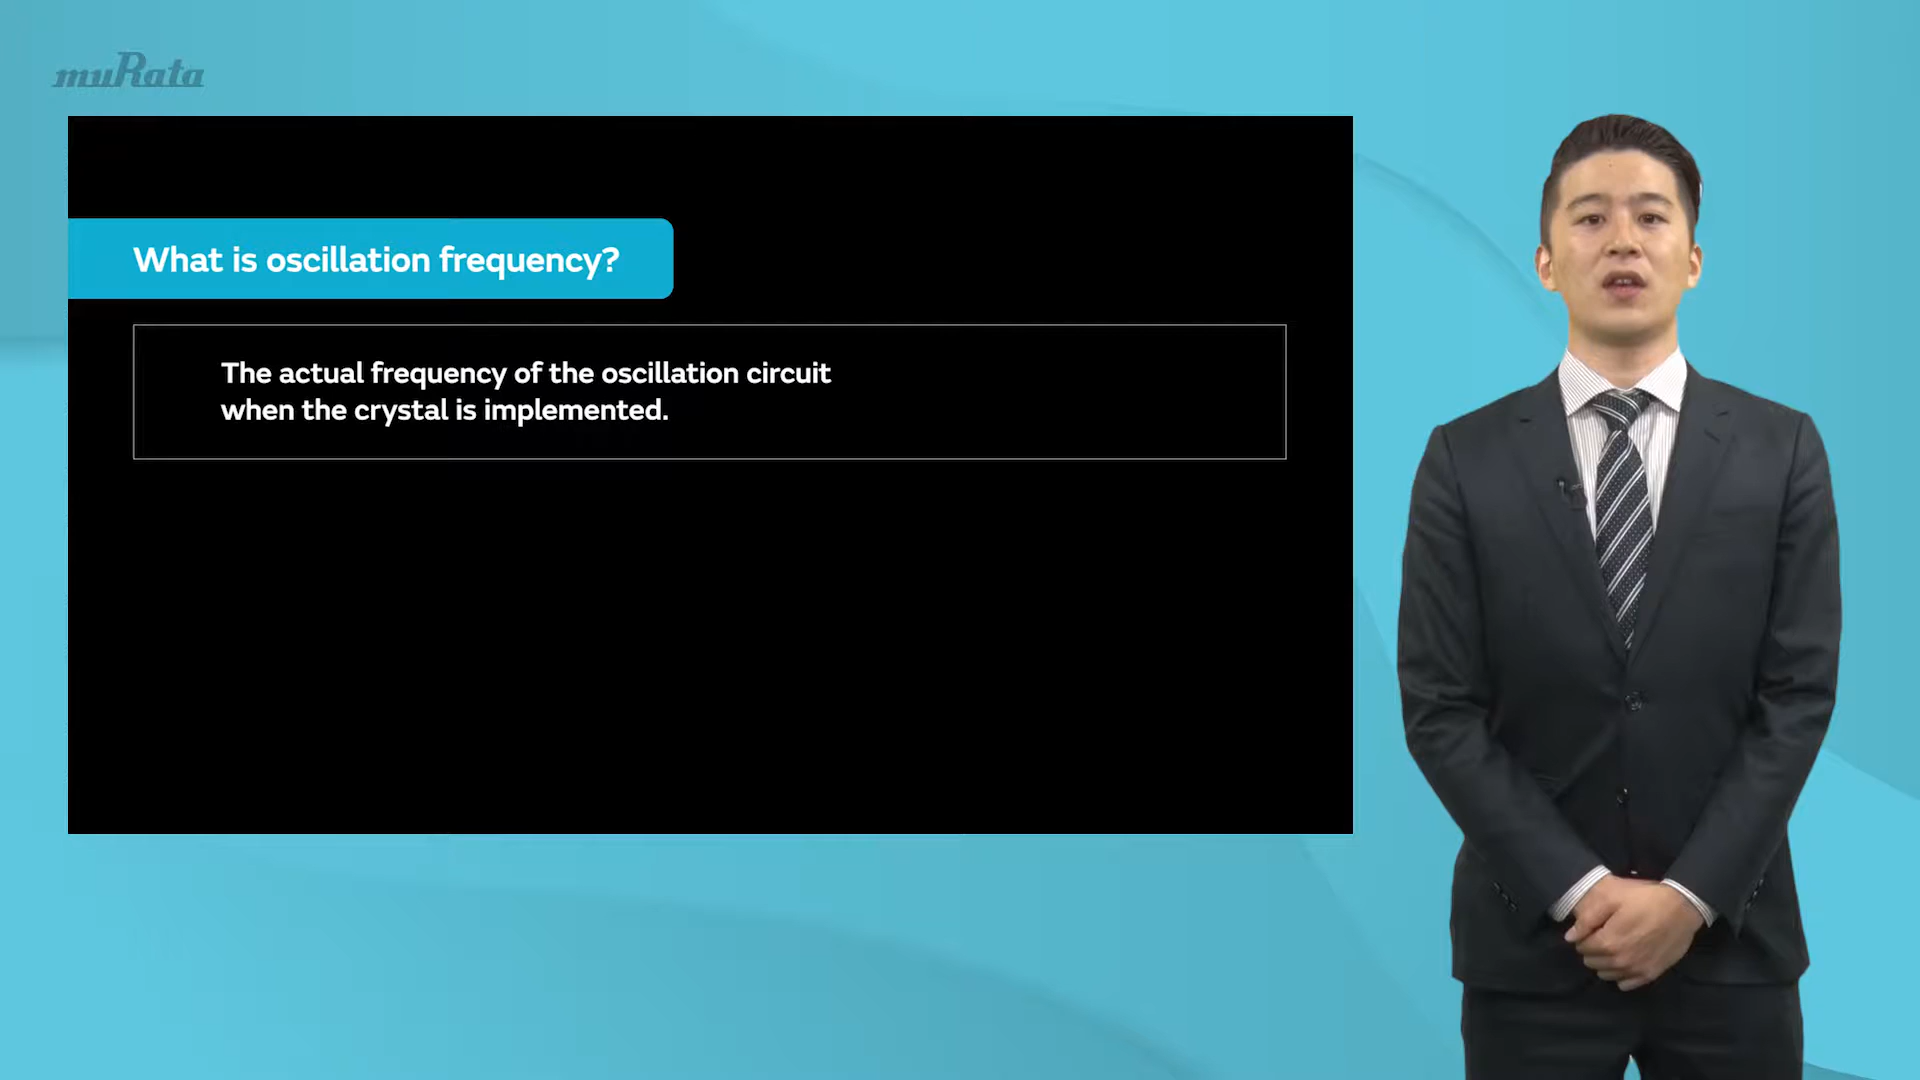 muRata
What is oscillation frequency?
The actual frequency of the oscillation circuit
when the crystal is implemented.